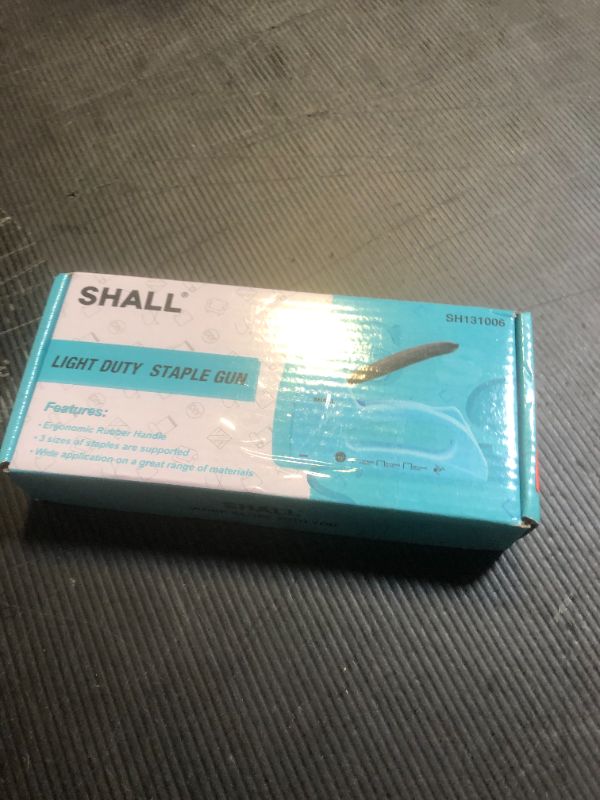 SHALL®
SH131006
LIGHT DUTY STAPLE GUN
Features:
· Ergonomic Rubber Handle
· 3 sizes of staples are supported
· Wide application on a great range of materials
SHALL